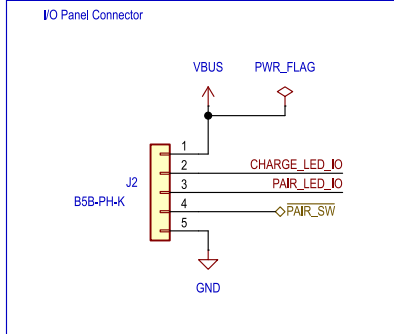 I/O Panel Connector
VBUS
PWR_FLAG
1
2
CHARGE_LED_IO
J2
3
PAIR_LED_IO
B5B-PH-K
4
PAIR_SW
5
GND